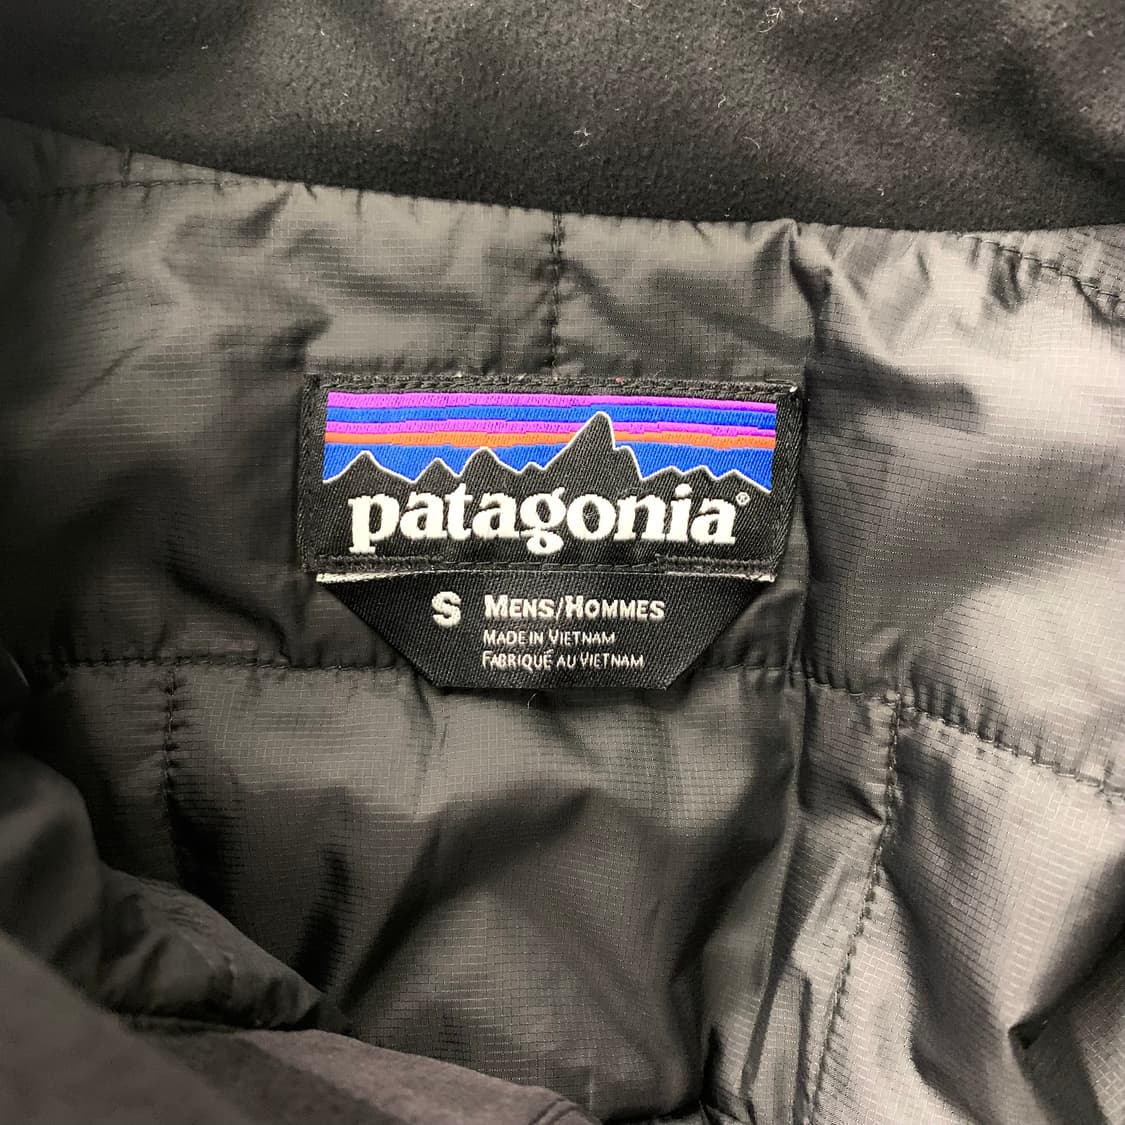 patagonia®
S MENS/HOMMES
MADE IN VIETNAM
FABRIQUÉ AU VIETNAM